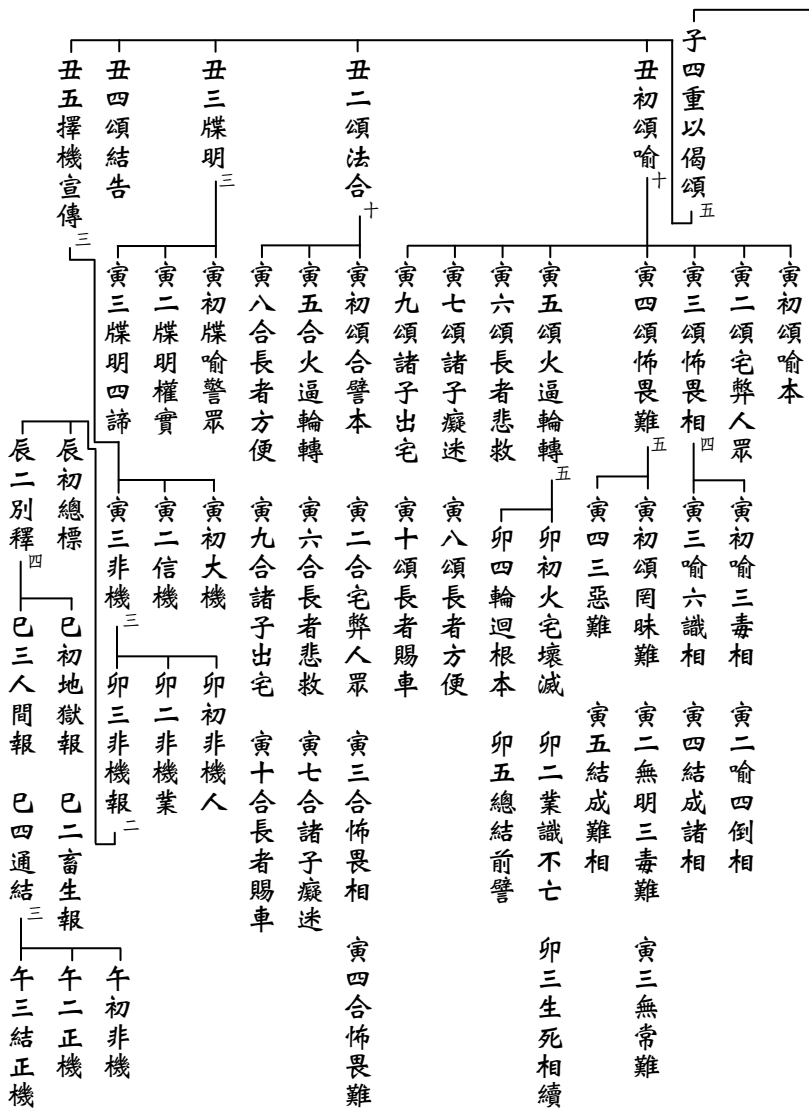 子四重以偈頌 五
丑初頌喻 十
寅初頌喻本
寅二頌宅弊人眾
寅三頌怖畏相 四
寅初喻三毒相
寅二喻四倒相
寅三喻六識相
寅四結成諸相
寅四頌怖畏難 五
寅初頌罔昧難
寅二無明三毒難
寅三無常難
寅四三惡難
寅五結成難相
寅五頌火逼輪轉 五
卯初火宅壞滅
卯二業識不亡
卯三生死相續
卯四輪迴根本
卯五總結前譬
寅六頌長者悲救
寅七頌諸子癡迷
寅八頌長者方便
寅九頌諸子出宅
寅十頌長者賜車
丑二頌法合 十
寅初頌合譬本
寅二合宅弊人眾
寅三合怖畏相
寅四合怖畏難
寅五合火逼輪轉
寅六合長者悲救
寅七合諸子癡迷
寅八合長者方便
寅九合諸子出宅
寅十合長者賜車
丑三牒明 三
寅初牒喻警眾
寅二牒明權實
寅三牒明四諦
丑四頌結告
丑五擇機宣傳 三
寅初大機
寅二信機
寅三非機 三
卯初非機人
卯二非機業
卯三非機報 二
辰初總標
辰二別釋 四
巳初地獄報
巳二畜生報
巳三人間報
巳四通結 三
午初非機
午二正機
午三結正機